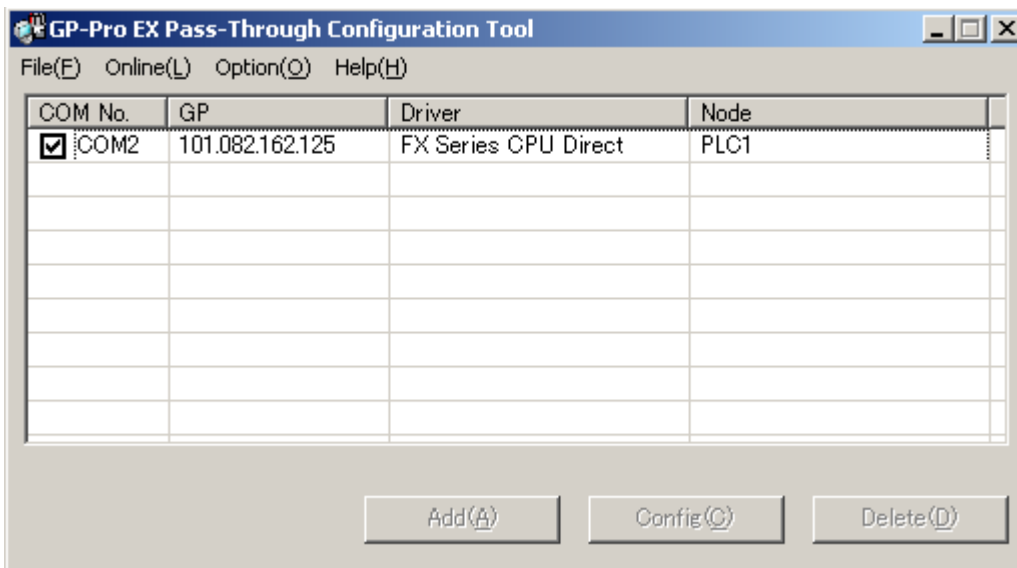 GP-Pro EX Pass-Through Configuration Tool
File(F) Online(L) Option(O) Help(H)
COM No. GP Driver Node
COM2 101.082.162.125 FX Series CPU Direct PLC1
Add(A) Config(C) Delete(D)